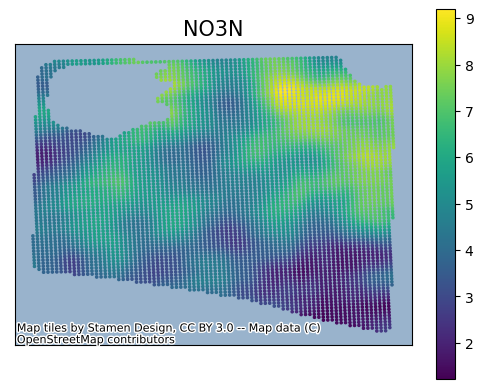 NO3N
9
8
7
6
5
4
3
2
Map tiles by Stamen Design, CC BY 3.0 -- Map data (C)
OpenStreetMap contributors